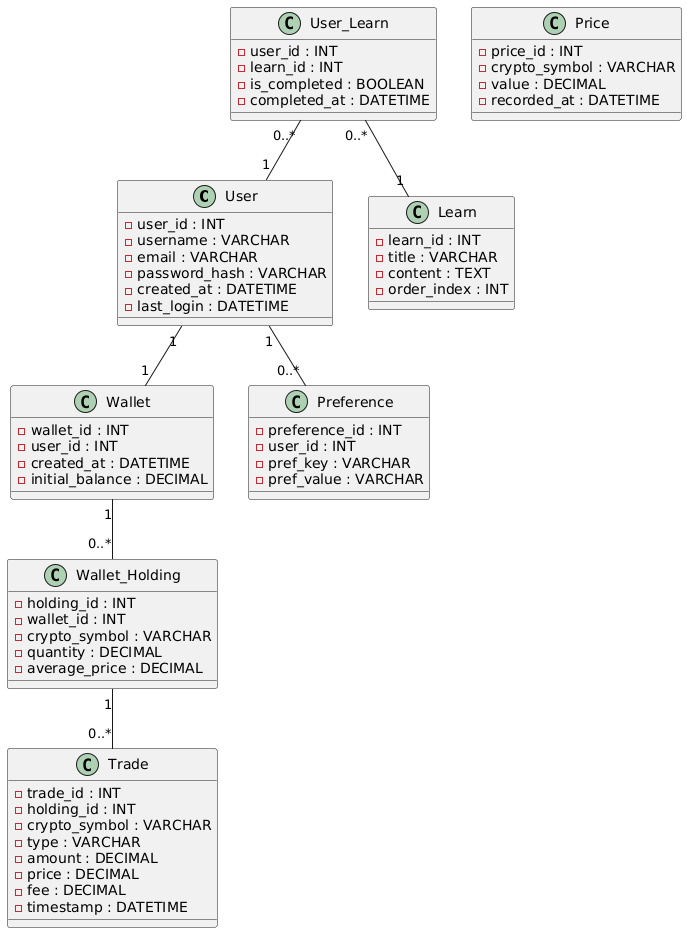 C User_Learn
user_id : INT
learn_id : INT
is_completed : BOOLEAN
completed_at : DATETIME
C Price
price_id : INT
crypto_symbol : VARCHAR
value : DECIMAL
recorded_at : DATETIME
0..*
0..*
1
1
C User
user_id : INT
username : VARCHAR
email : VARCHAR
password_hash : VARCHAR
created_at : DATETIME
last_login : DATETIME
C Learn
learn_id : INT
title : VARCHAR
content : TEXT
order_index : INT
1
1
1
0..*
C Wallet
wallet_id : INT
user_id : INT
created_at : DATETIME
initial_balance : DECIMAL
C Preference
preference_id : INT
user_id : INT
pref_key : VARCHAR
pref_value : VARCHAR
1
0..*
C Wallet_Holding
holding_id : INT
wallet_id : INT
crypto_symbol : VARCHAR
quantity : DECIMAL
average_price : DECIMAL
1
0..*
C Trade
trade_id : INT
holding_id : INT
crypto_symbol : VARCHAR
type : VARCHAR
amount : DECIMAL
price : DECIMAL
fee : DECIMAL
timestamp : DATETIME